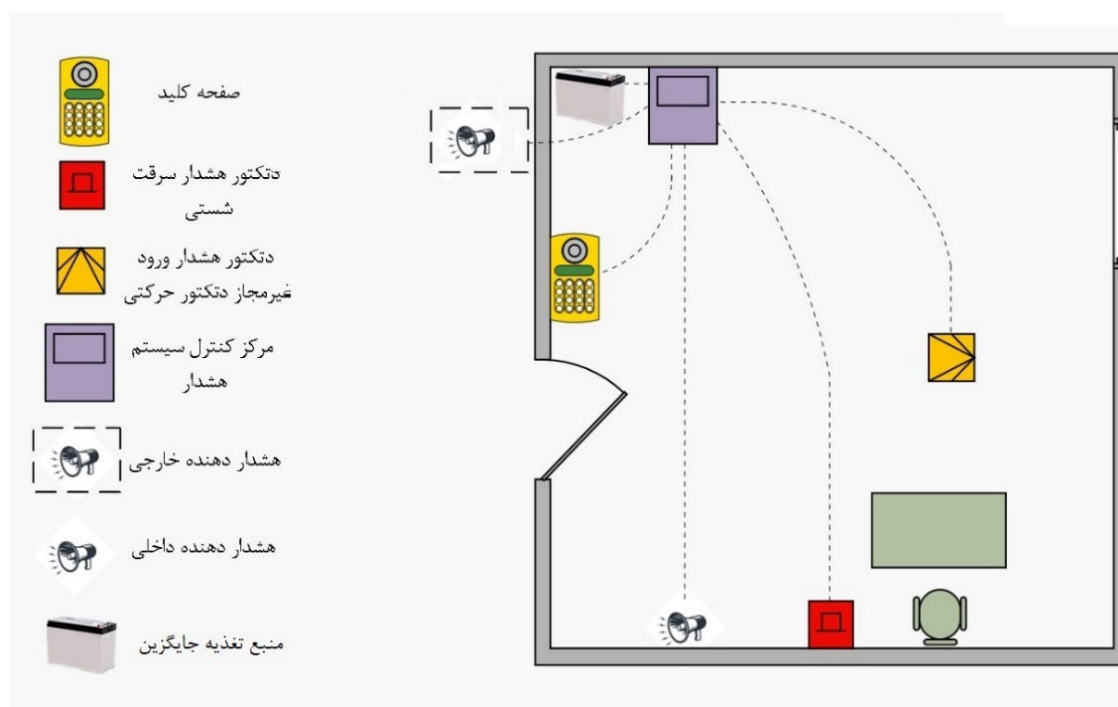 صفحه کلید
دتکتور هشدار سرقت
شستی
دتکتور هشدار ورود
غیرمجاز دتکتور حرکتی
مرکز کنترل سیستم
هشدار
هشدار دهنده خارجی
هشدار دهنده داخلی
منبع تغذیه جایگزین